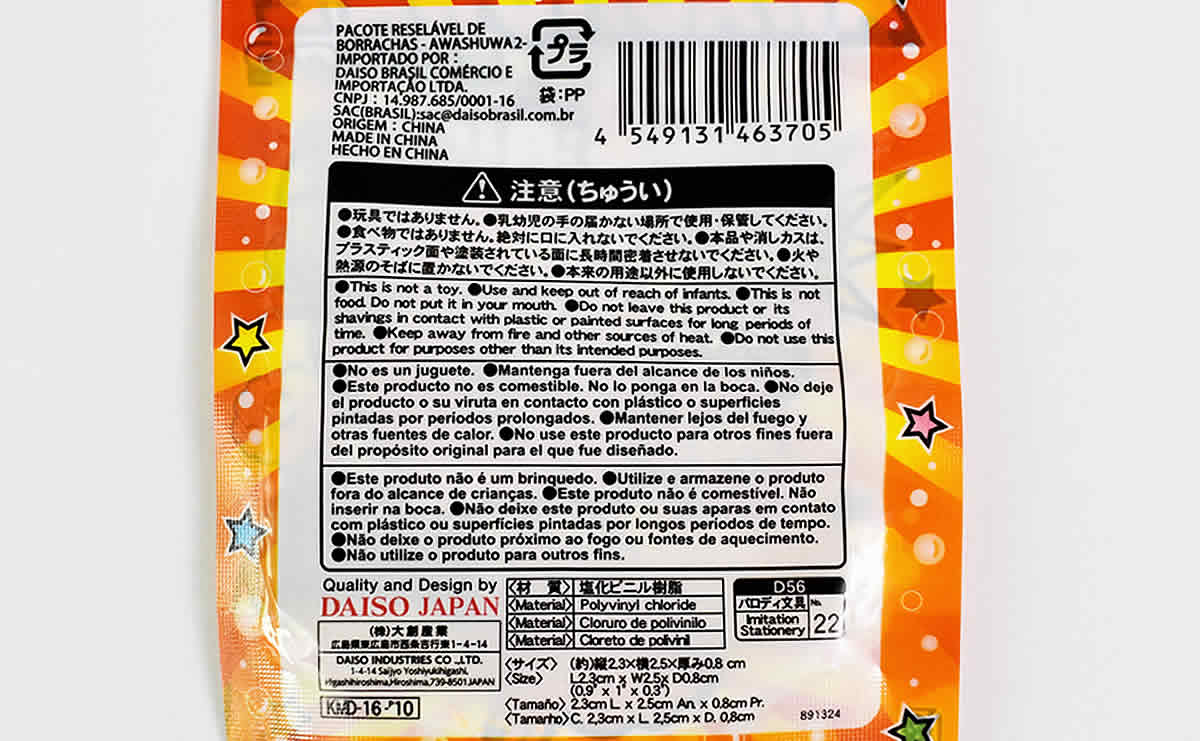 PACOTE RESELÁVEL DE
BORRACHAS - AWASHUWA2-
IMPORTADO POR :
DAISO BRASIL COMÉRCIO E
IMPORTAÇÃO LTDA.
CNPJ : 14.987.685/0001-16
SAC(BRASIL):sac@daisobrasil.com.br
ORIGEM : CHINA
MADE IN CHINA
HECHO EN CHINA
プラ
袋:PP
4 549131 463705
注意(ちゅうい)
●玩具ではありません。●乳幼児の手の届かない場所で使用・保管してください。
●食べ物ではありません。絶対に口に入れないでください。●本品や消しカスは、
プラスティック面や塗装されている面に長時間密着させないでください。●火や
熱源のそばに置かないでください。●本来の用途以外に使用しないでください。
●This is not a toy. ●Use and keep out of reach of infants. ●This is not
food. Do not put it in your mouth. ●Do not leave this product or its
shavings in contact with plastic or painted surfaces for long periods of
time. ●Keep away from fire and other sources of heat. ●Do not use this
product for purposes other than its intended purposes.
●No es un juguete. ●Mantenga fuera del alcance de los niños.
●Este producto no es comestible. No lo ponga en la boca. ●No deje
el producto o su viruta en contacto con plástico o superficies
pintadas por períodos prolongados. ●Mantener lejos del fuego y
otras fuentes de calor. ●No use este producto para otros fines fuera
del propósito original para el que fue diseñado.
●Este produto não é um brinquedo. ●Utilize e armazene o produto
fora do alcance de crianças. ●Este produto não é comestível. Não
inserir na boca. ●Não deixe este produto ou suas aparas em contato
com plástico ou superfícies pintadas por longos períodos de tempo.
●Não deixe o produto próximo ao fogo ou fontes de aquecimento.
●Não utilize o produto para outros fins.
Quality and Design by
DAISO JAPAN
(株)大創産業
広島県東広島市西条吉行東1-4-14
DAISO INDUSTRIES CO.,LTD.
1-4-14 Saijyo Yoshiyukihigashi,
Higashihiroshima,Hiroshima,739-8501JAPAN
KMD-16-'10
〈材 質〉 塩化ビニル樹脂
〈Material〉 Polyvinyl chloride
〈Material〉 Cloruro de polivinilo
〈Material〉 Cloreto de polivinil
D56
パロディ文具
Imitation
Stationery
No.
22
〈サイズ〉 (約)縦2.3×横2.5×厚み0.8 cm
〈Size〉 L2.3cm x W2.5x D0.8cm
(0.9" x 1" x 0.3")
〈Tamaño〉 2.3cm L. x 2.5cm An. x 0.8cm Pr.
〈Tamanho〉 C. 2,3cm x L. 2,5cm x D. 0,8cm
891324